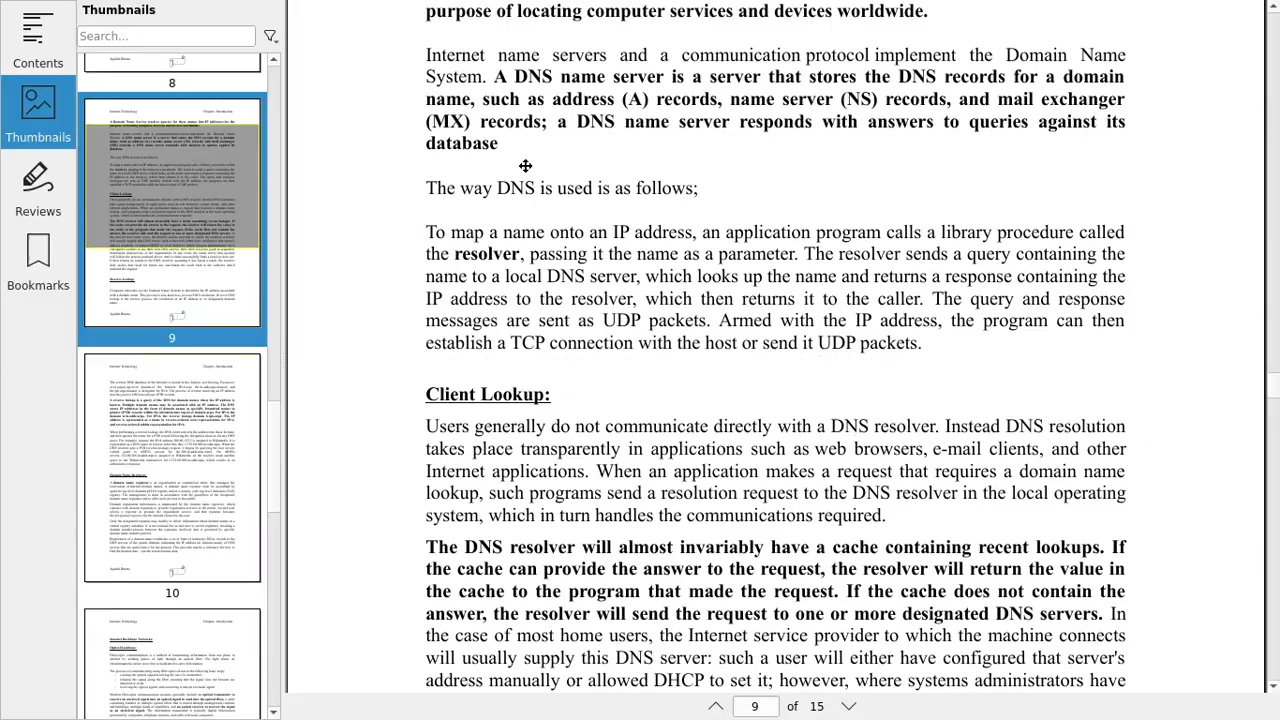 Thumbnails
Search...
Contents
Thumbnails
Reviews
Bookmarks
8
9
10
purpose of locating computer services and devices worldwide.
Internet name servers and a communication protocol implement the Domain Name
System. A DNS name server is a server that stores the DNS records for a domain
name, such as address (A) records, name server (NS) records, and mail exchanger
(MX) records; a DNS name server responds with answers to queries against its
database
The way DNS is used is as follows;
To map a name onto an IP address, an application program calls a library procedure called
the resolver, passing it the name as a parameter. The resolver sends a query containing the
name to a local DNS server, which looks up the name and returns a response containing the
IP address to the resolver, which then returns it to the caller. The query and response
messages are sent as UDP packets. Armed with the IP address, the program can then
establish a TCP connection with the host or send it UDP packets.
Client Lookup:
Users generally do not communicate directly with a DNS resolver. Instead DNS resolution
takes place transparently in applications such as web browsers, e-mail clients, and other
Internet applications. When an application makes a request that requires a domain name
lookup, such programs send a resolution request to the DNS resolver in the local operating
system, which in turn handles the communications required.
The DNS resolver will almost invariably have a cache containing recent lookups. If
the cache can provide the answer to the request, the resolver will return the value in
the cache to the program that made the request. If the cache does not contain the
answer, the resolver will send the request to one or more designated DNS servers. In
the case of most home users, the Internet service provider to which the machine connects
will usually supply this DNS server: such a user will either have configured that server's
address manually or allowed DHCP to set it; however, where systems administrators have
9 of 15